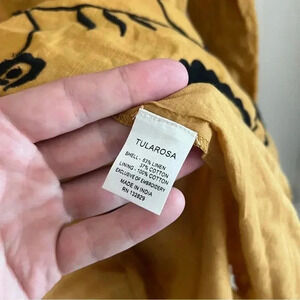 TULAROSA
SHELL - 63% LINEN
37% COTTON
LINING - 100% COTTON
EXCLUSIVE OF EMBROIDERY
MADE IN INDIA
RN 132829